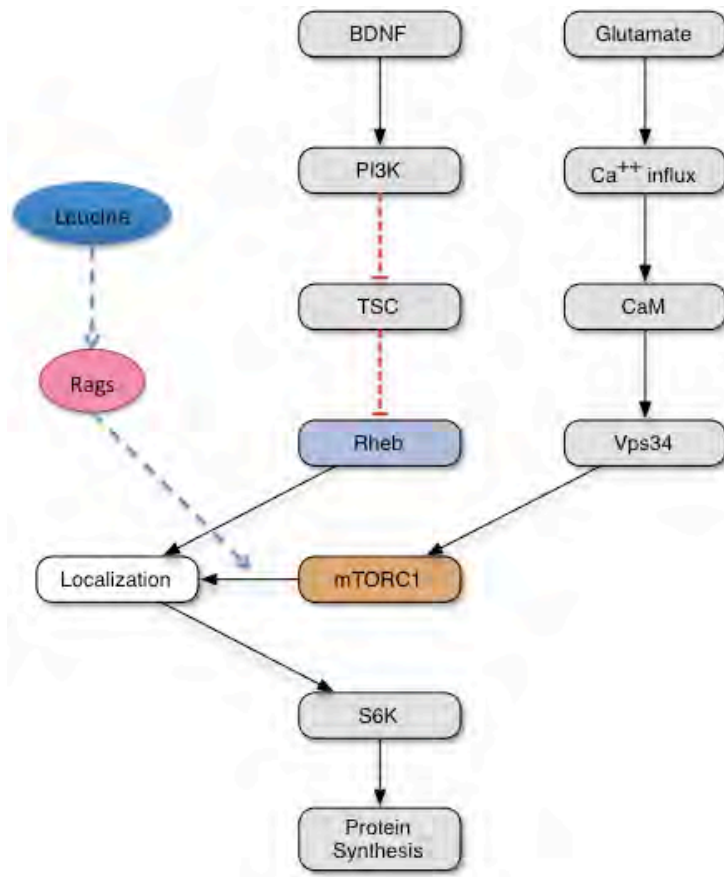 BDNF
Glutamate
PI3K
Ca++ influx
Leucine
TSC
CaM
Rags
Rheb
Vps34
Localization
mTORC1
S6K
Protein
Synthesis